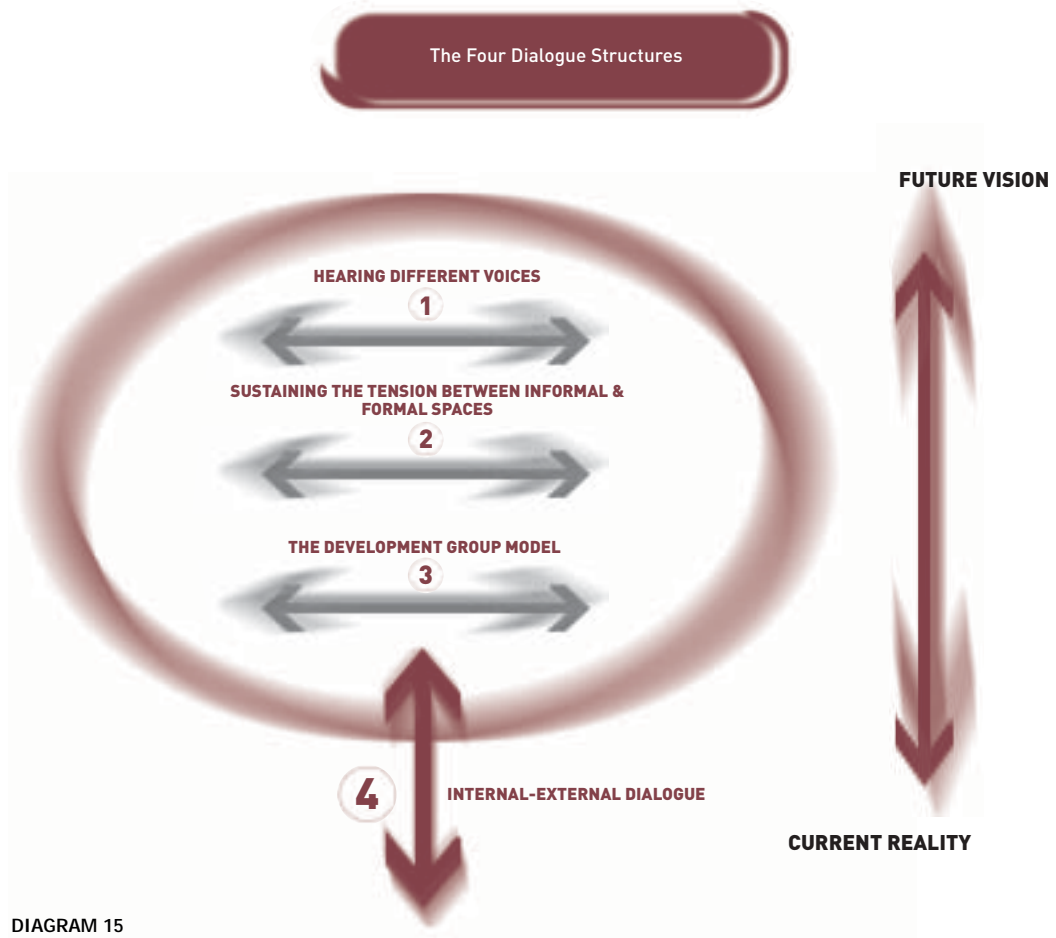 The Four Dialogue Structures
FUTURE VISION
HEARING DIFFERENT VOICES
1
SUSTAINING THE TENSION BETWEEN INFORMAL &
FORMAL SPACES
2
THE DEVELOPMENT GROUP MODEL
3
4
INTERNAL-EXTERNAL DIALOGUE
CURRENT REALITY
DIAGRAM 15